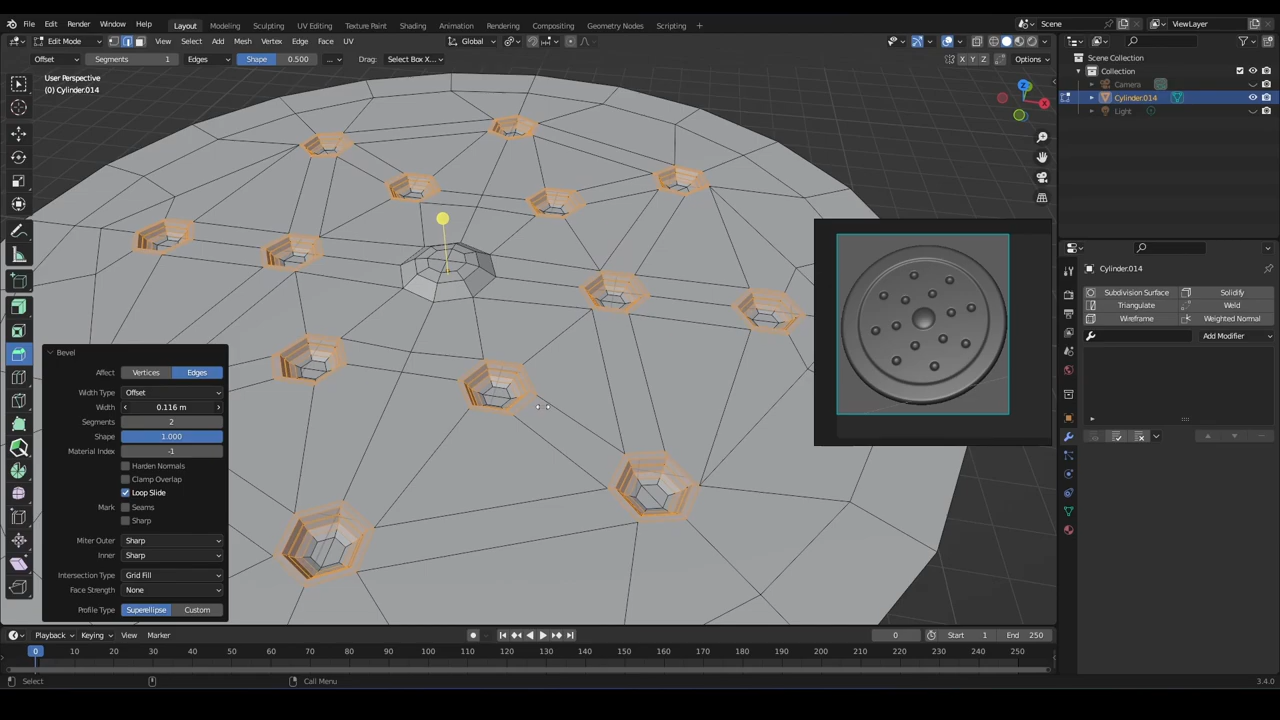 File Edit Render Window Help Layout Modeling Sculpting UV Editing Texture Paint Shading Animation Rendering Compositing Geometry Nodes Scripting + Scene ViewLayer
Edit Mode View Select Add Mesh Vertex Edge Face UV Global
Offset Segments 1 Edges Shape 0.500 ... Drag: Select Box X... X Y Z Options
User Perspective
(0) Cylinder.014
Scene Collection
Collection
Camera
Cylinder.014
Light
Cylinder.014
Subdivision Surface Solidify
Triangulate Weld
Wireframe Weighted Normal
Add Modifier
Bevel
Affect Vertices Edges
Width Type Offset
Width 0.116 m
Segments 2
Shape 1.000
Material Index -1
Harden Normals
Clamp Overlap
Loop Slide
Mark Seams
Sharp
Miter Outer Sharp
Inner Sharp
Intersection Type Grid Fill
Face Strength None
Profile Type Superellipse Custom
Playback Keying View Marker 0 Start 1 End 250
0 10 20 30 40 50 60 70 80 90 100 110 120 130 140 150 160 170 180 190 200 210 220 230 240 250
Select Call Menu 3.4.0